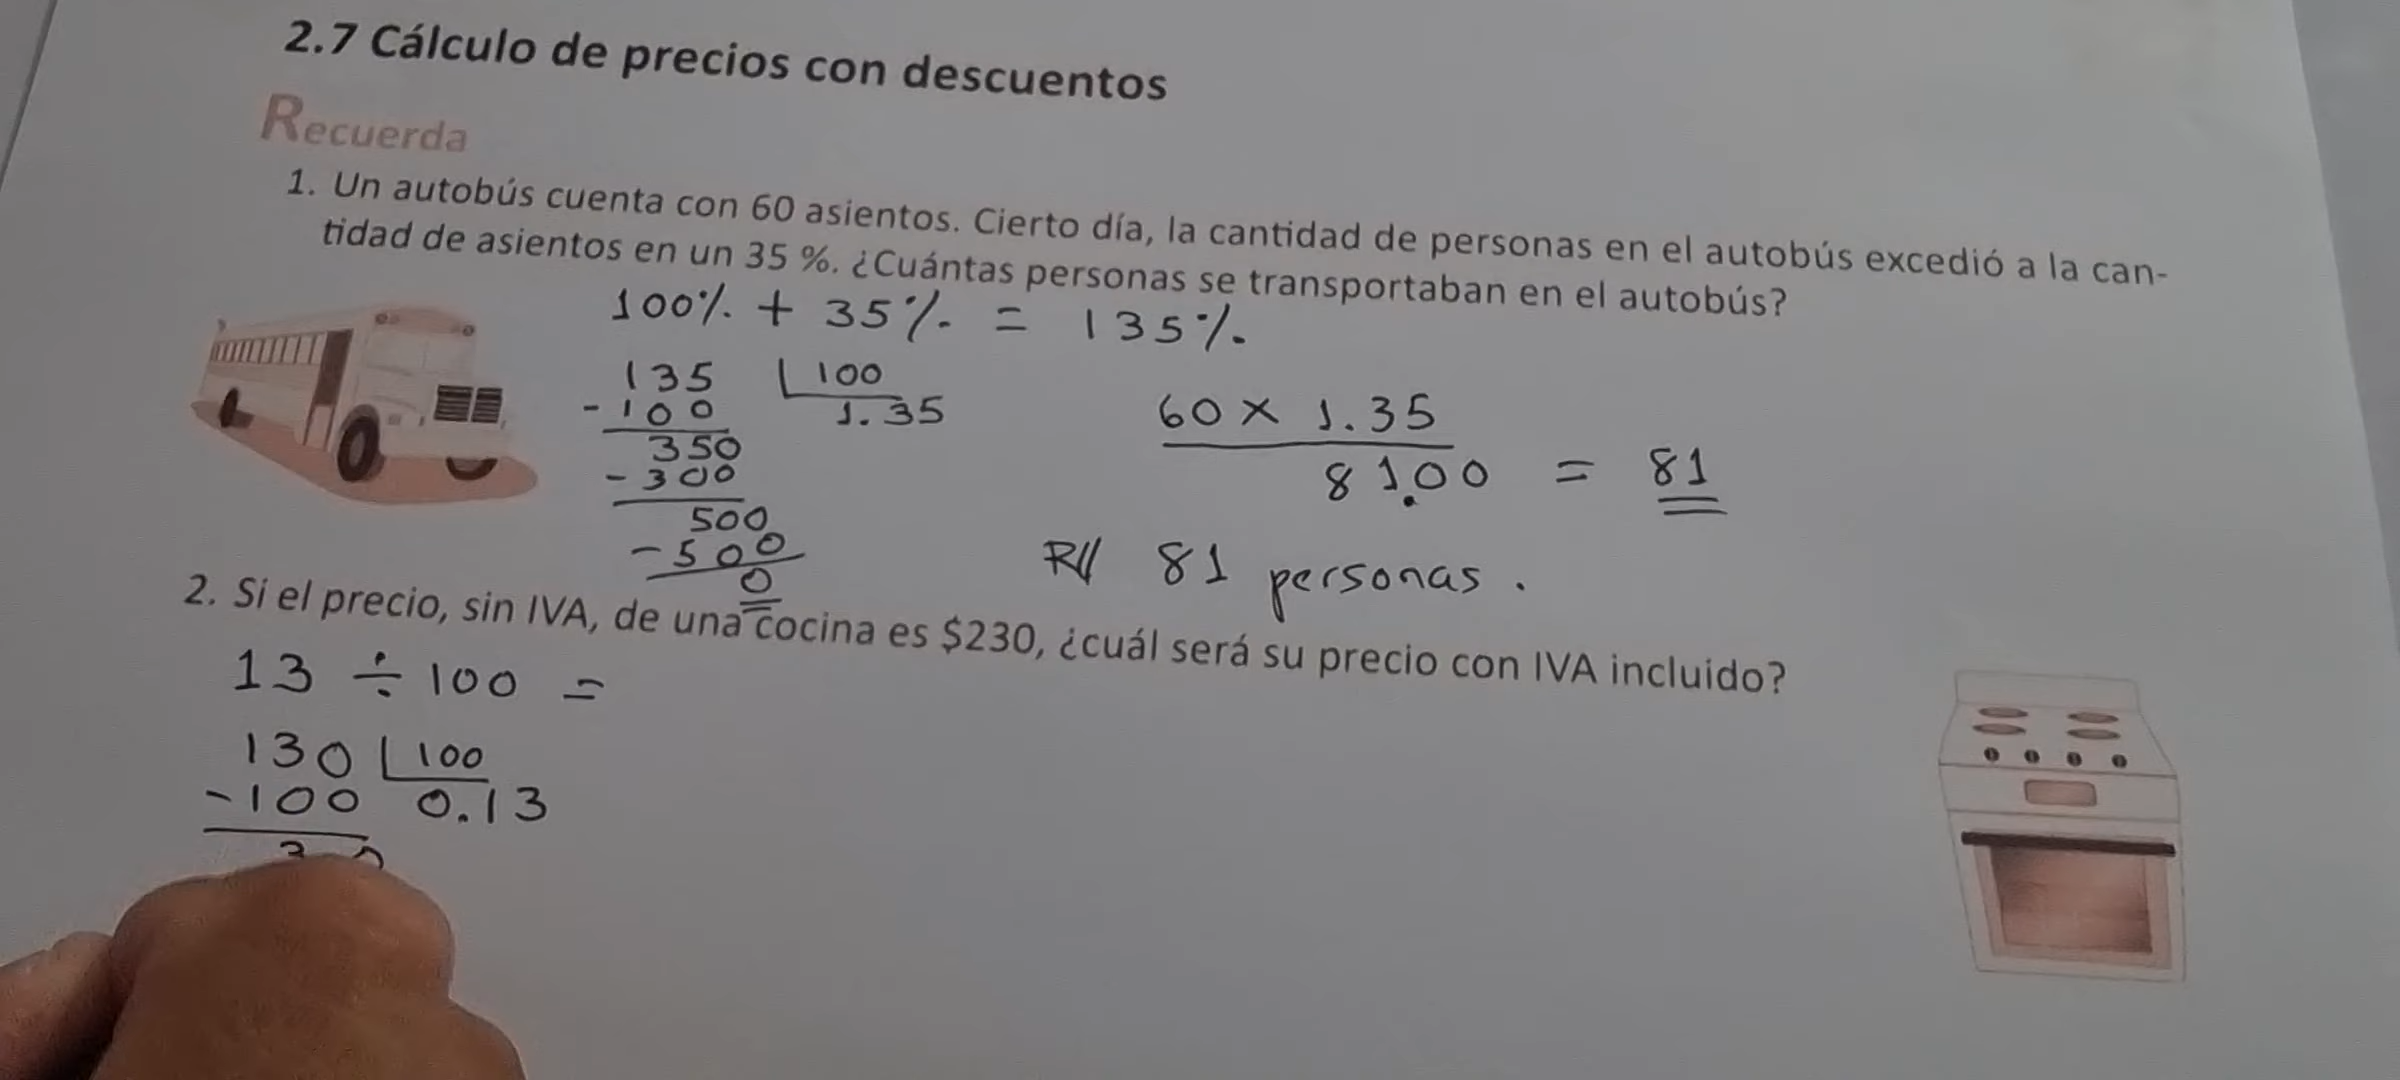 2.7 Cálculo de precios con descuentos
Recuerda
1. Un autobús cuenta con 60 asientos. Cierto día, la cantidad de personas en el autobús excedió a la can-
tidad de asientos en un 35 %. ¿Cuántas personas se transportaban en el autobús?
100% + 35% = 135%.
135 100
- 100 1.35
350
- 300
500
- 500
0
60 x 1.35
81.00 = 81
R// 81 personas.
2. Si el precio, sin IVA, de una cocina es $230, ¿cuál será su precio con IVA incluido?
13 ÷ 100 =
130 100
- 100 0.13